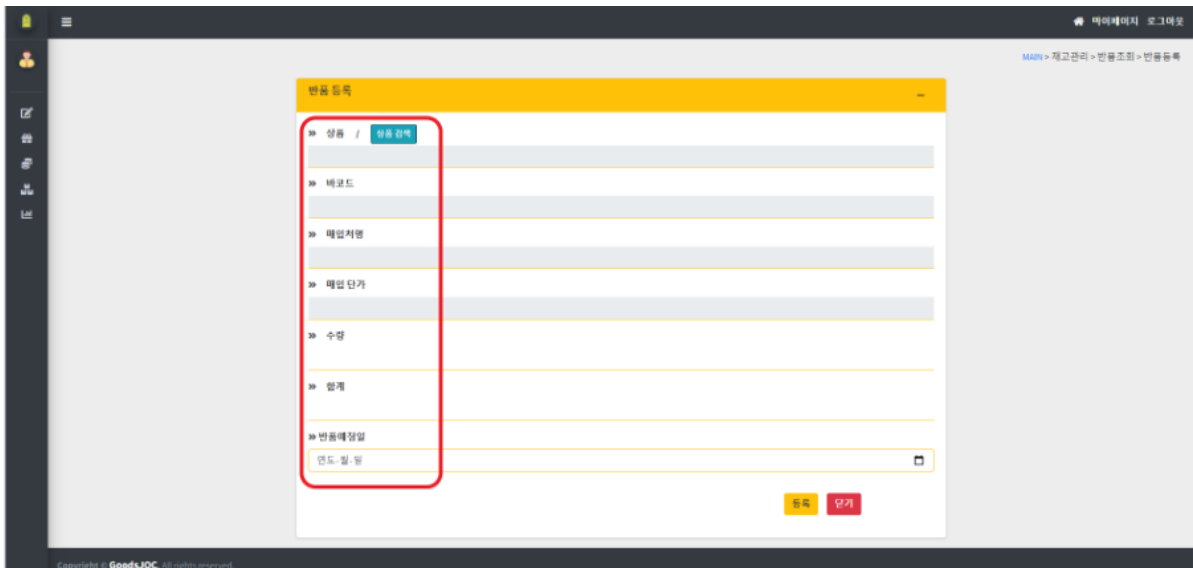 마이페이지 로그아웃
MAIN > 재고관리 > 반품조회 > 반품등록
반품 등록
» 상품 / 상품 검색
» 바코드
» 매입처명
» 매입 단가
» 수량
» 합계
» 반품예정일
연도-월-일
등록 닫기
Copyright © GoodsJOC. All rights reserved.